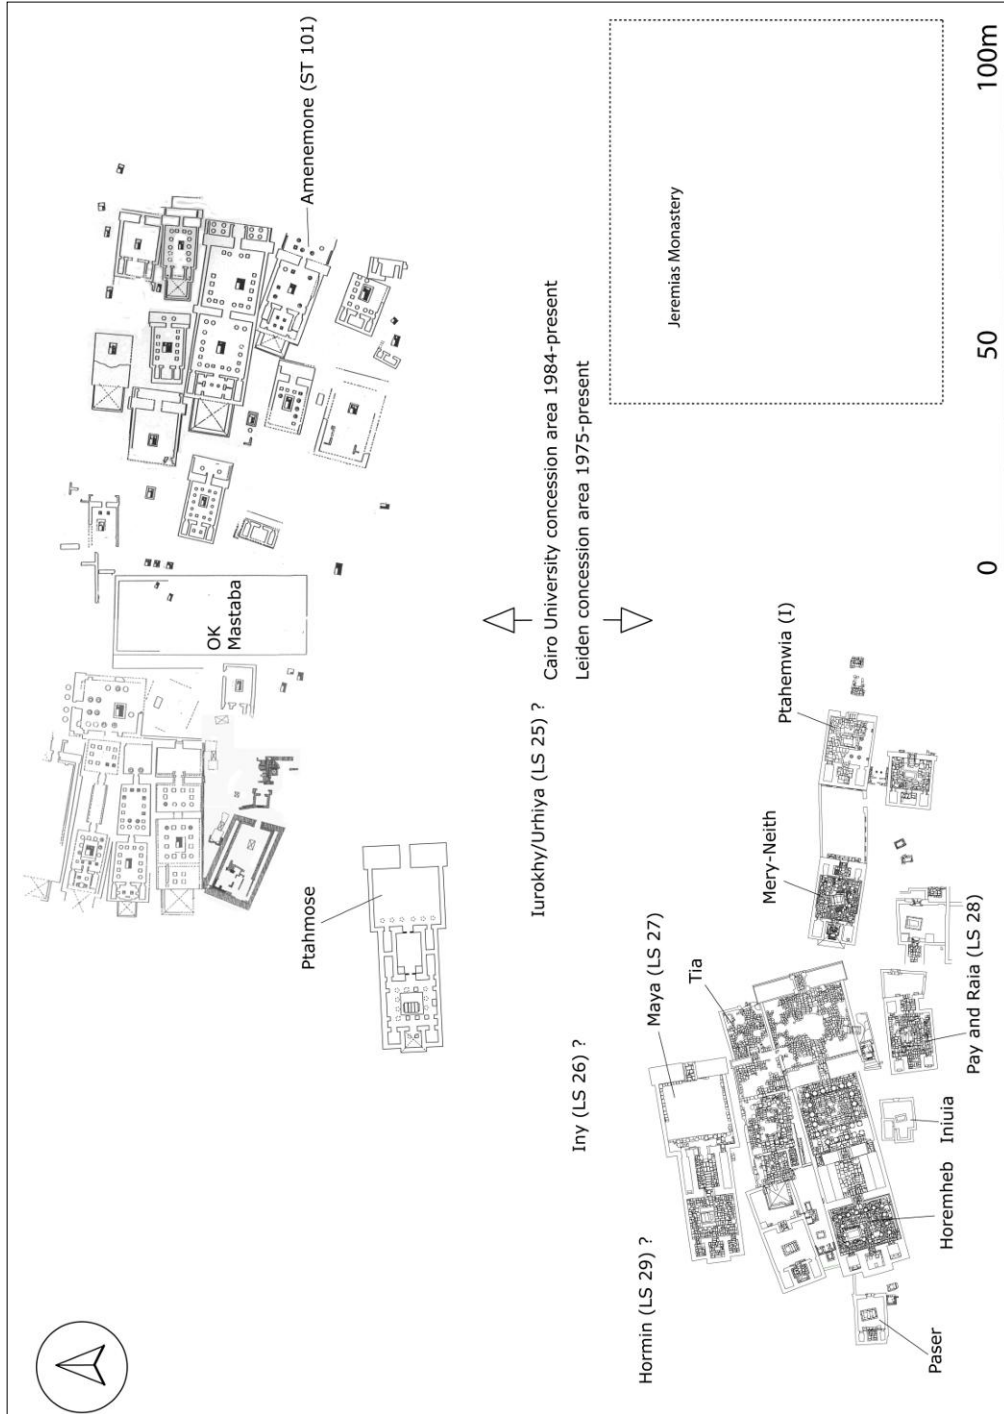 Amenemone (ST 101)
OK
Mastaba
Ptahmose
Cairo University concession area 1984-present
Leiden concession area 1975-present
Jeremias Monastery
Iurokhy/Urhiya (LS 25) ?
Iny (LS 26) ?
Hormin (LS 29) ?
Maya (LS 27)
Tia
Mery-Neith
Ptahemwia (I)
Paser
Horemheb
Iniuia
Pay and Raia (LS 28)
0
50
100m